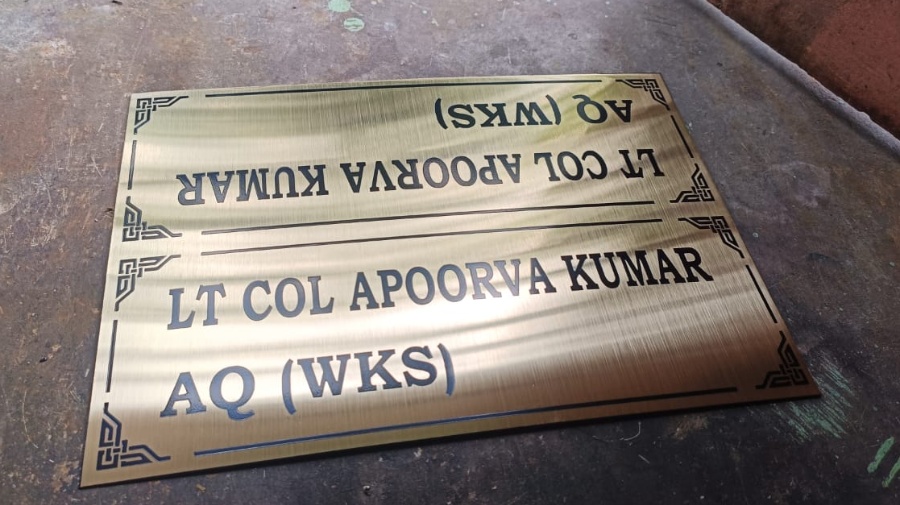 AQ (WKS)
LT COL APOORVA KUMAR
LT COL APOORVA KUMAR
AQ (WKS)